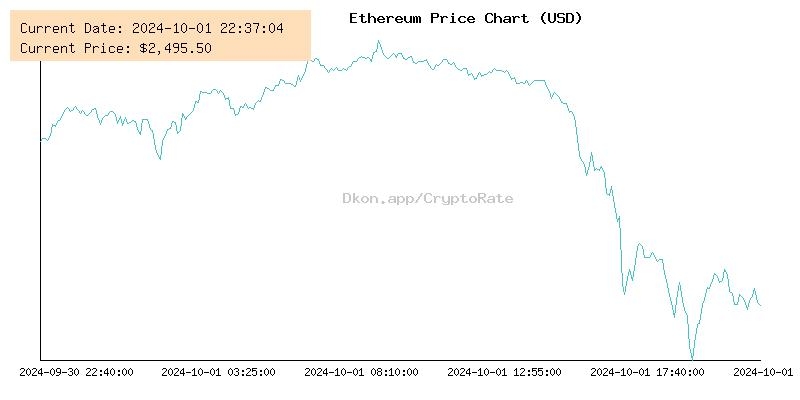 Ethereum Price Chart (USD)
Current Date: 2024-10-01 22:37:04
Current Price: $2,495.50
Dkon.app/CryptoRate
2024-09-30 22:40:00 2024-10-01 03:25:00 2024-10-01 08:10:00 2024-10-01 12:55:00 2024-10-01 17:40:00 2024-10-01